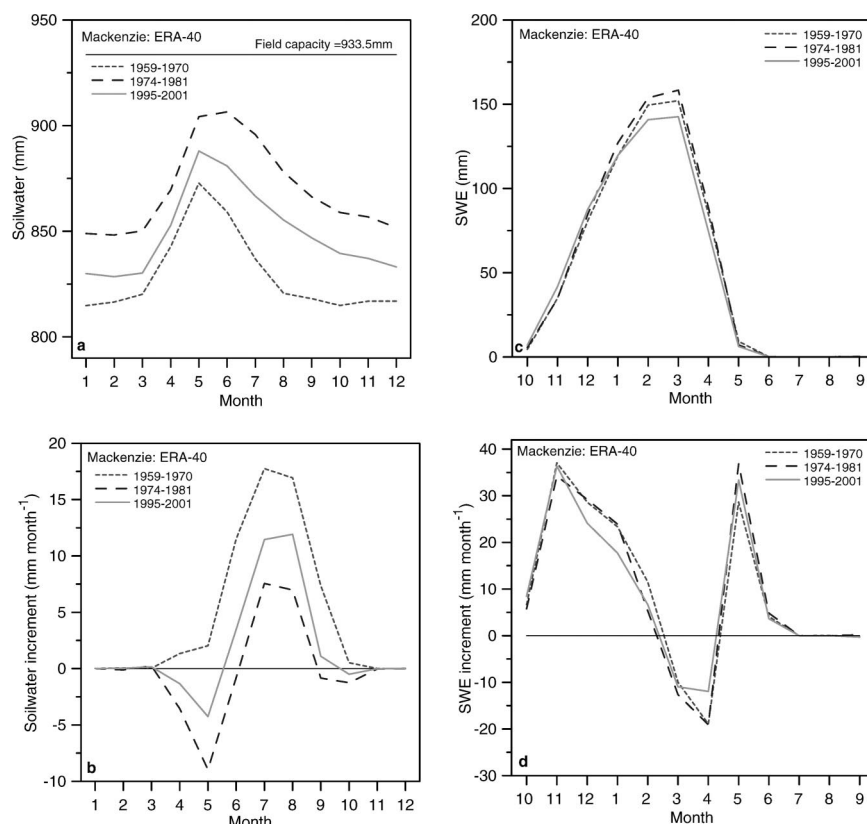 950
900
850
800
Soilwater (mm)
Mackenzie: ERA-40
Field capacity =933.5mm
1959-1970
1974-1981
1995-2001
a
1 2 3 4 5 6 7 8 9 10 11 12
Month
200
150
100
50
0
SWE (mm)
Mackenzie: ERA-40
1959-1970
1974-1981
1995-2001
c
10 11 12 1 2 3 4 5 6 7 8 9
Month
20
15
10
5
0
-5
-10
Soilwater increment (mm month-1)
Mackenzie: ERA-40
1959-1970
1974-1981
1995-2001
b
1 2 3 4 5 6 7 8 9 10 11 12
Month
40
30
20
10
0
-10
-20
-30
SWE increment (mm month-1)
Mackenzie: ERA-40
1959-1970
1974-1981
1995-2001
d
10 11 12 1 2 3 4 5 6 7 8 9
Month